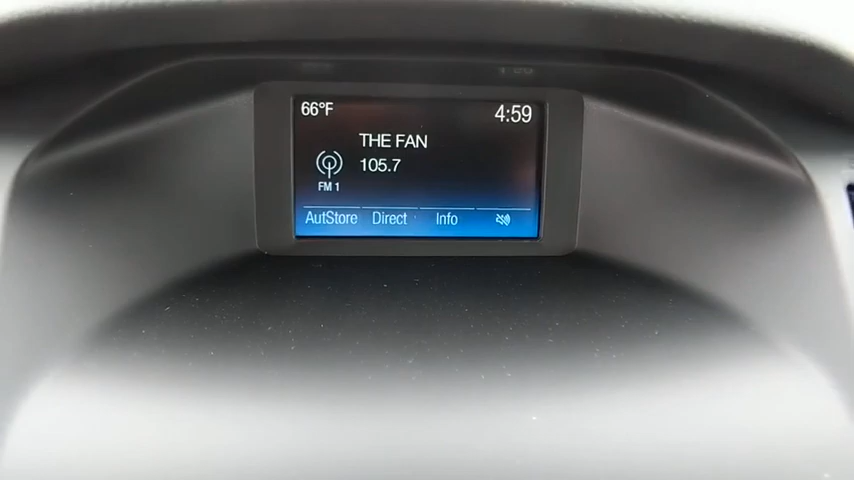 66°F 4:59
THE FAN
105.7
FM 1
AutStore Direct Info